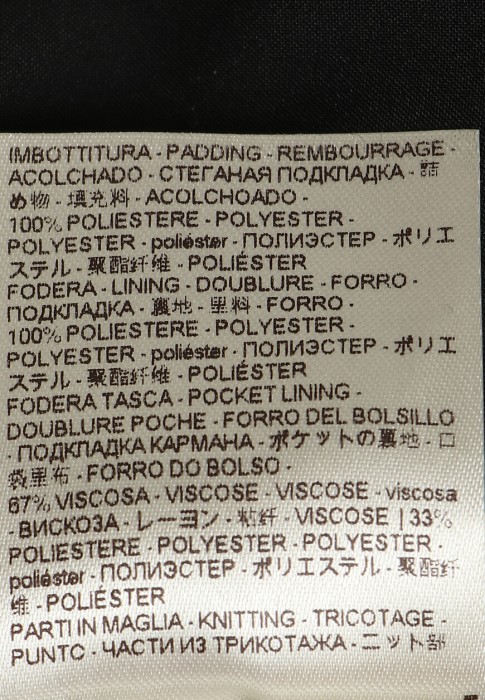 IMBOTTITURA - PADDING - REMBOURRAGE -
ACOLCHADO - СТЕГАНАЯ ПОДКЛАДКА - 詰
め物 - 填充料 - ACOLCHOADO -
100% POLIESTERE - POLYESTER -
POLYESTER - poliéster - ПОЛИЭСТЕР - ポリエ
ステル - 聚酯纤维 - POLIÉSTER
FODERA - LINING - DOUBLURE - FORRO -
ПОДКЛАДКА - 裏地 - 里料 - FORRO -
100% POLIESTERE - POLYESTER -
POLYESTER - poliéster - ПОЛИЭСТЕР - ポリエ
ステル - 聚酯纤维 - POLIÉSTER
FODERA TASCA - POCKET LINING -
DOUBLURE POCHE - FORRO DEL BOLSILLO
- ПОДКЛАДКА КАРМАНА - ポケットの裏地 - 口
袋里布 - FORRO DO BOLSO -
67% VISCOSA - VISCOSE - VISCOSE - viscosa
- ВИСКОЗА - レーヨン - 粘纤 - VISCOSE | 33%
POLIESTERE - POLYESTER - POLYESTER -
poliéster - ПОЛИЭСТЕР - ポリエステル - 聚酯纤
维 - POLIÉSTER
PARTI IN MAGLIA - KNITTING - TRICOTAGE -
PUNTO - ЧАСТИ ИЗ ТРИКОТАЖА - ニット部